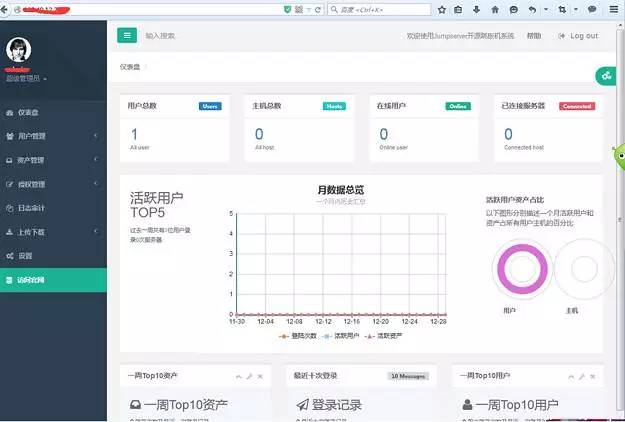 百度 <Ctrl+K>
输入搜索
欢迎使用Jumpserver开源跳板机系统
帮助
Log out
超级管理员
仪表盘
用户管理
资产管理
授权管理
日志审计
上传下载
设置
访问官网
仪表盘
用户总数 Users
1
All user
主机总数 Hosts
0
All host
在线用户 Online
0
Online user
已连接服务器 Connected
0
Connected host
活跃用户
TOP5
过去一周共有1位用户登
录0次服务器.
月数据总览
一个月内历史汇总
5
4
3
2
1
0
11-30 12-04 12-08 12-12 12-16 12-20 12-24 12-28
登陆次数 活跃用户 活跃资产
活跃用户资产占比
以下图形分别描述一个月活跃用户和
资产占所有用户主机的百分比
用户 主机
一周Top10资产
一周Top10资产
最近十次登录 10 Messages
登录记录
一周Top10用户
一周Top10用户